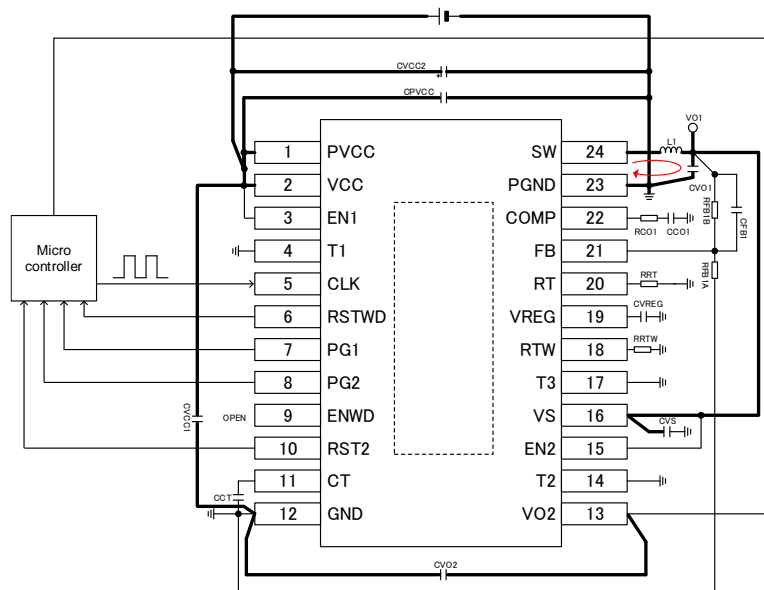 CVCC2
CPVCC
VO1
L1
1 PVCC SW 24
2 VCC PGND 23
CVO1
3 EN1 COMP 22
RCO1 CCO1
RFB1B
CFB1
4 T1 FB 21
Micro
controller
5 CLK RT 20
RRT
RFB1A
6 RSTWD VREG 19
CVREG
7 PG1 RTW 18
RRTW
8 PG2 T3 17
CVCC1
OPEN 9 ENWD VS 16
CVS
10 RST2 EN2 15
11 CT T2 14
CCT
12 GND VO2 13
CVO2